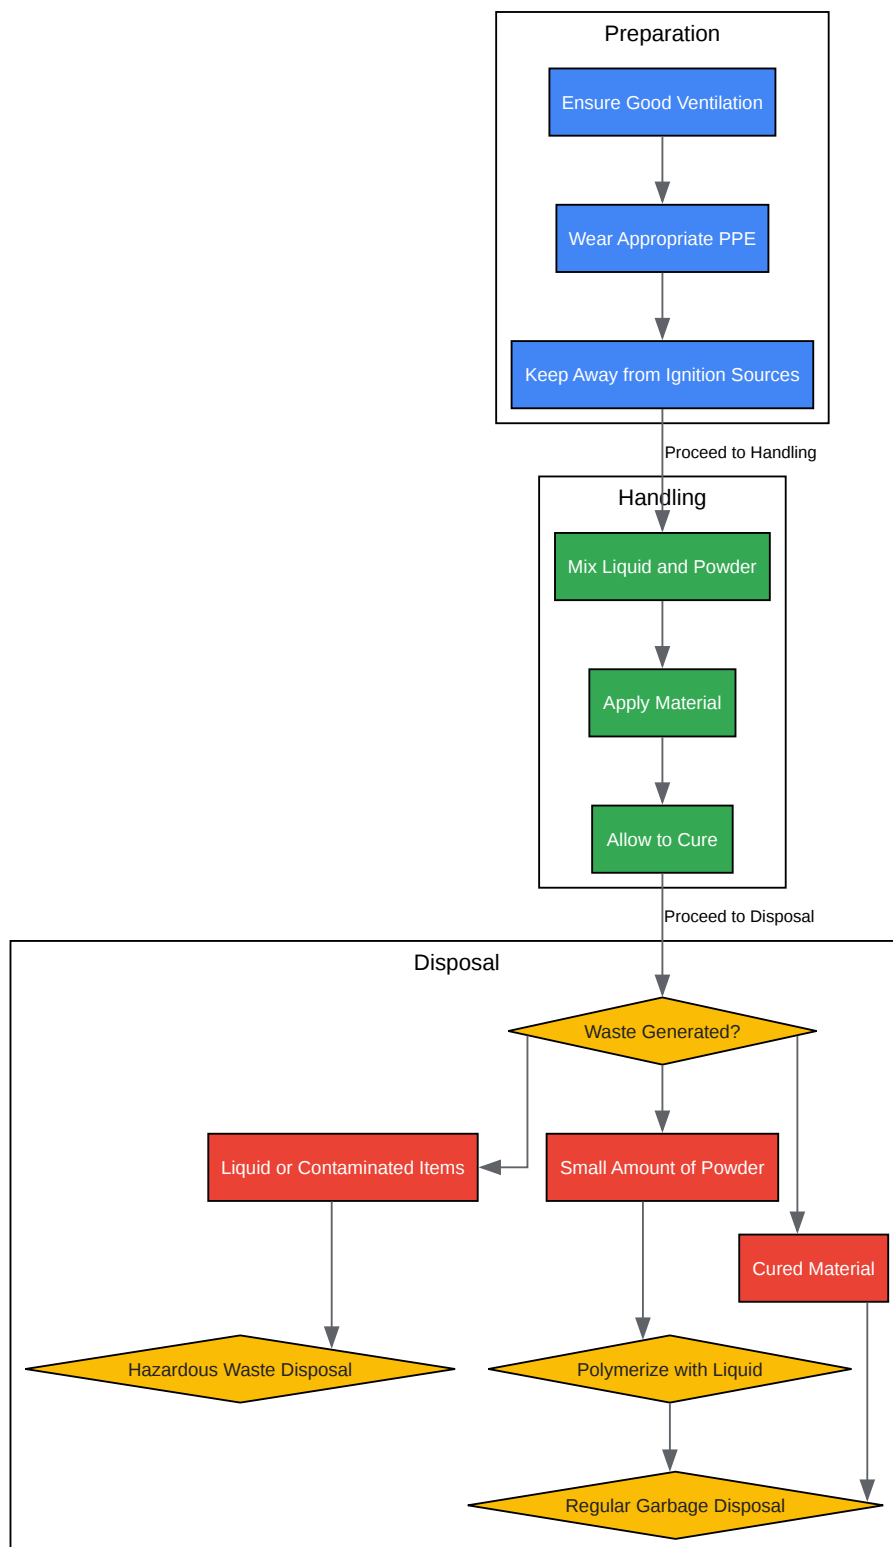 Preparation
Ensure Good Ventilation
Wear Appropriate PPE
Keep Away from Ignition Sources
Proceed to Handling
Handling
Mix Liquid and Powder
Apply Material
Allow to Cure
Proceed to Disposal
Disposal
Waste Generated?
Liquid or Contaminated Items
Small Amount of Powder
Cured Material
Hazardous Waste Disposal
Polymerize with Liquid
Regular Garbage Disposal